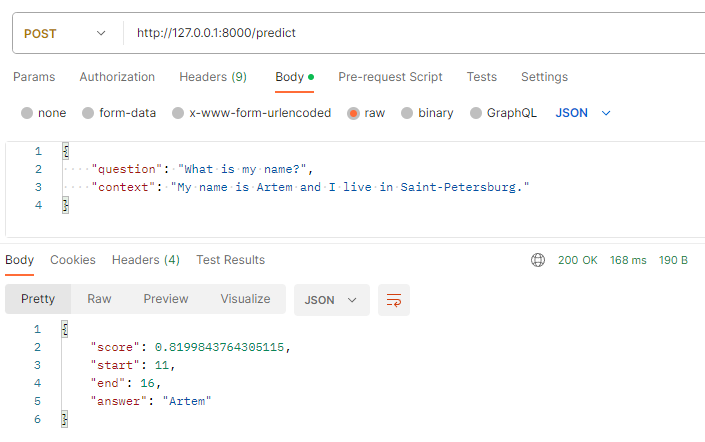 POST http://127.0.0.1:8000/predict
Params Authorization Headers (9) Body Pre-request Script Tests Settings
none form-data x-www-form-urlencoded raw binary GraphQL JSON
1 {
2 "question": "What is my name?",
3 "context": "My name is Artem and I live in Saint-Petersburg."
4 }
Body Cookies Headers (4) Test Results 200 OK 168 ms 190 B
Pretty Raw Preview Visualize JSON
1 {
2 "score": 0.8199843764305115,
3 "start": 11,
4 "end": 16,
5 "answer": "Artem"
6 }